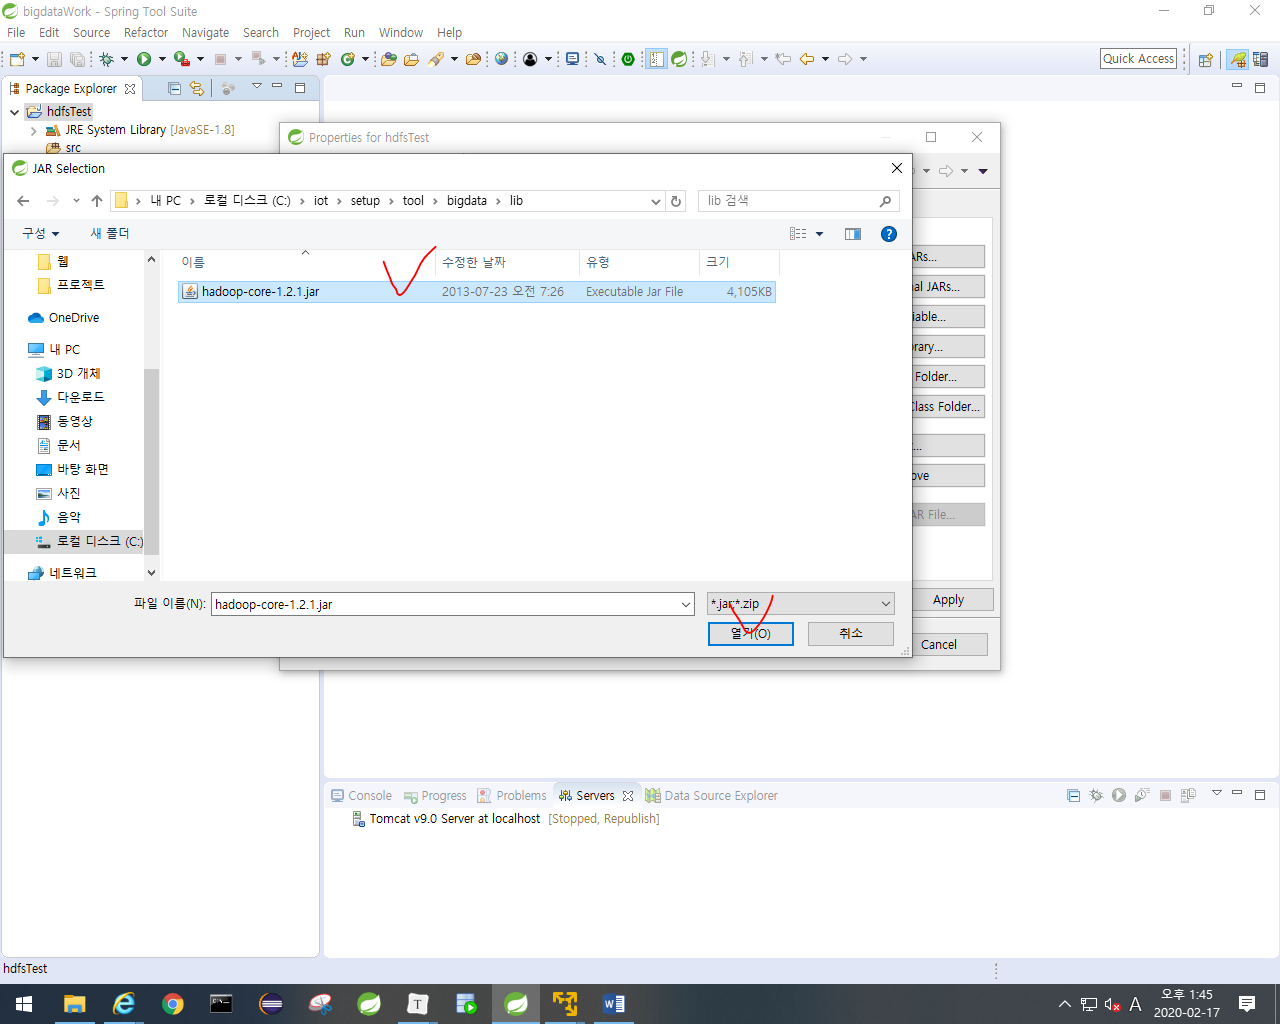 bigdataWork - Spring Tool Suite
File Edit Source Refactor Navigate Search Project Run Window Help
Quick Access
Package Explorer
hdfsTest
JRE System Library [JavaSE-1.8]
src
Properties for hdfsTest
JAR Selection
내 PC > 로컬 디스크 (C:) > iot > setup > tool > bigdata > lib
lib 검색
구성
새 폴더
웹
프로젝트
OneDrive
내 PC
3D 개체
다운로드
동영상
문서
바탕 화면
사진
음악
로컬 디스크 (C:)
네트워크
이름 수정한 날짜 유형 크기
hadoop-core-1.2.1.jar 2013-07-23 오전 7:26 Executable Jar File 4,105KB
파일 이름(N): hadoop-core-1.2.1.jar
*.jar;*.zip
열기(O)
취소
ARs...
al JARs...
iable...
rary...
Folder...
Class Folder...
...
ove
AR File...
Apply
Cancel
Console Progress Problems Servers Data Source Explorer
Tomcat v9.0 Server at localhost [Stopped, Republish]
hdfsTest
A
오후 1:45
2020-02-17